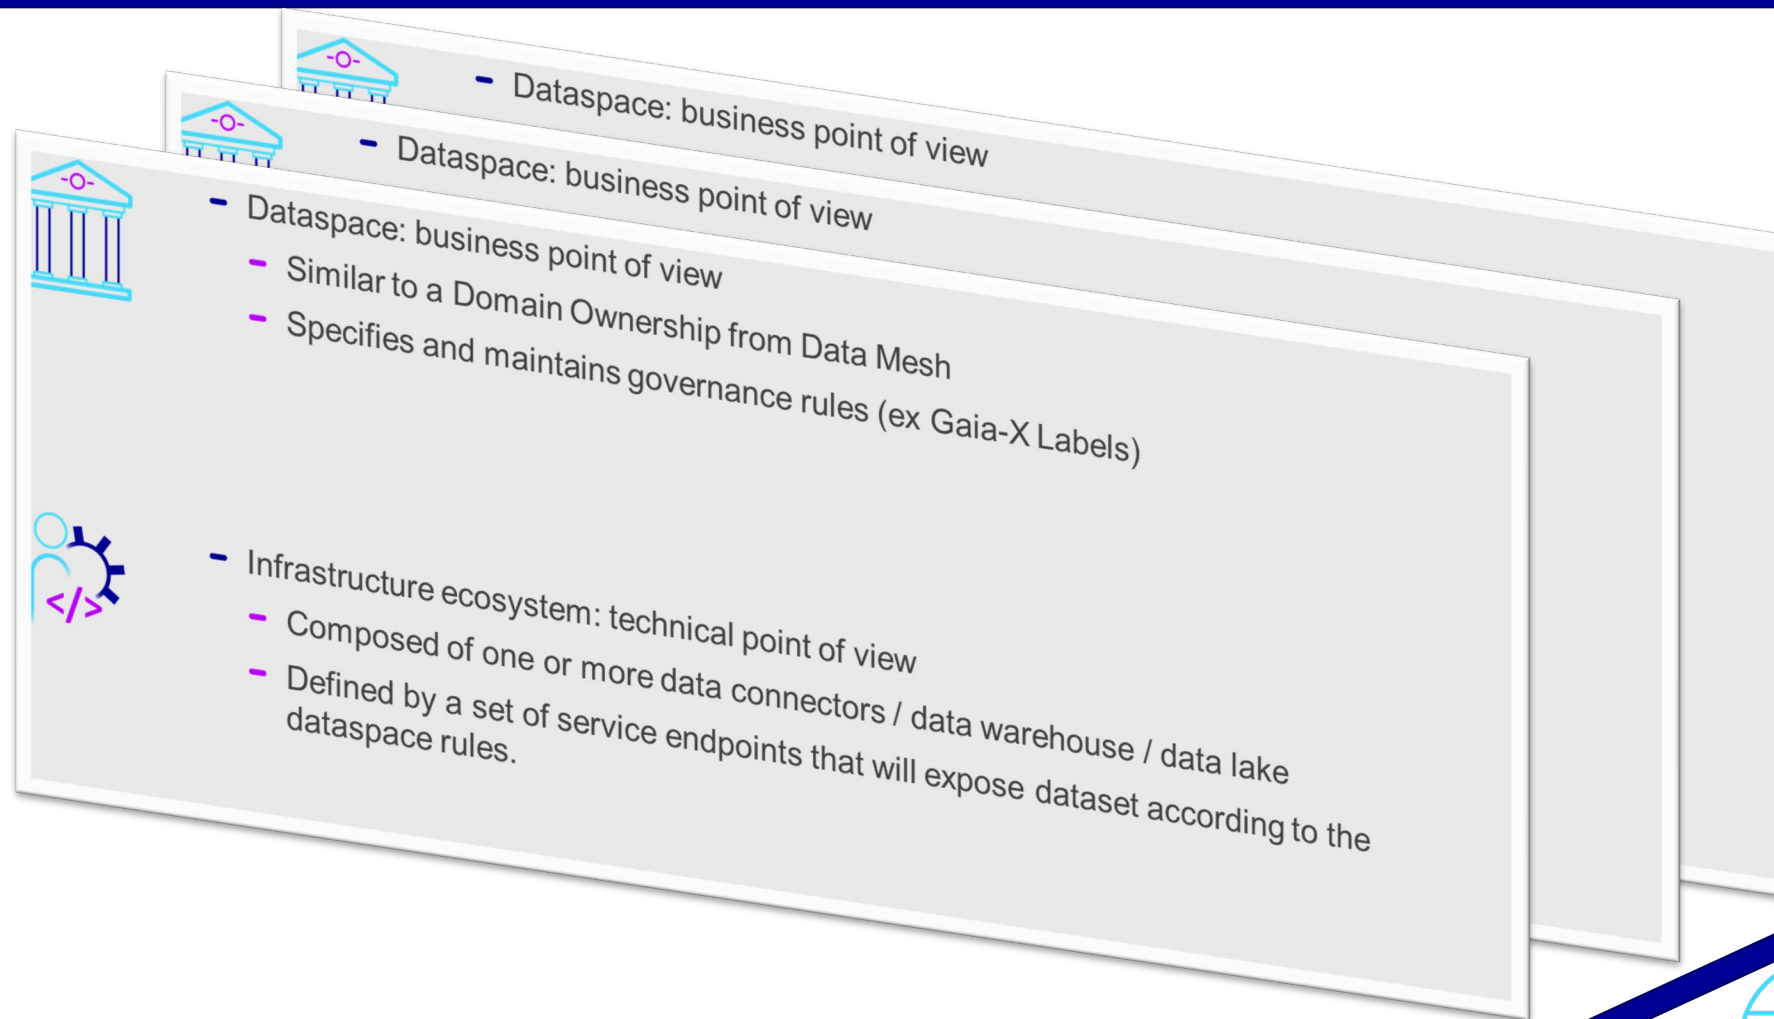 - Dataspace: business point of view
- Dataspace: business point of view
- Dataspace: business point of view
- Similar to a Domain Ownership from Data Mesh
- Specifies and maintains governance rules (ex Gaia-X Labels)
</>
- Infrastructure ecosystem: technical point of view
- Composed of one or more data connectors / data warehouse / data lake
- Defined by a set of service endpoints that will expose dataset according to the
dataspace rules.